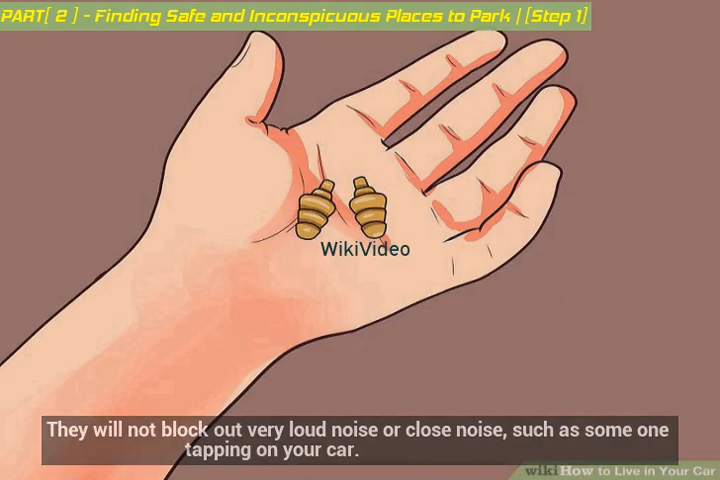 PART[ 2 ] - Finding Safe and Inconspicuous Places to Park | [Step 1]
WikiVideo
They will not block out very loud noise or close noise, such as some one
tapping on your car.
wikiHow to Live in Your Car